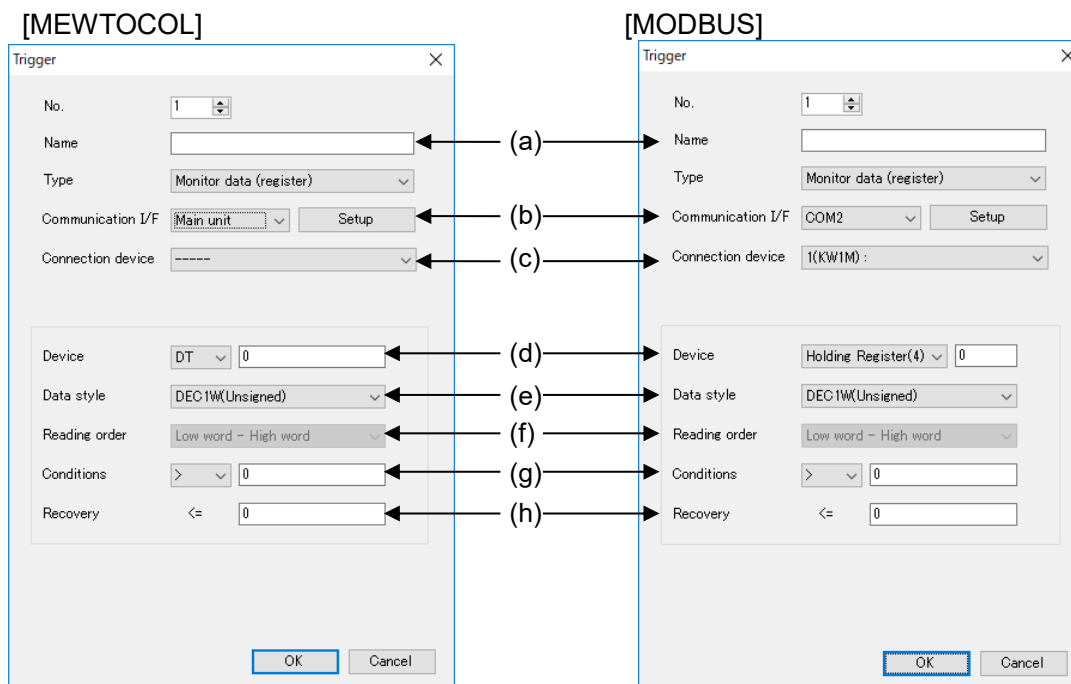 [MEWTOCOL]
Trigger
No. 1
Name
Type Monitor data (register)
Communication I/F Main unit Setup
Connection device -----
Device DT 0
Data style DEC1W(Unsigned)
Reading order Low word - High word
Conditions > 0
Recovery <= 0
OK Cancel
(a)
(b)
(c)
(d)
(e)
(f)
(g)
(h)
[MODBUS]
Trigger
No. 1
Name
Type Monitor data (register)
Communication I/F COM2 Setup
Connection device 1(KW1M) :
Device Holding Register(4) 0
Data style DEC1W(Unsigned)
Reading order Low word - High word
Conditions > 0
Recovery <= 0
OK Cancel